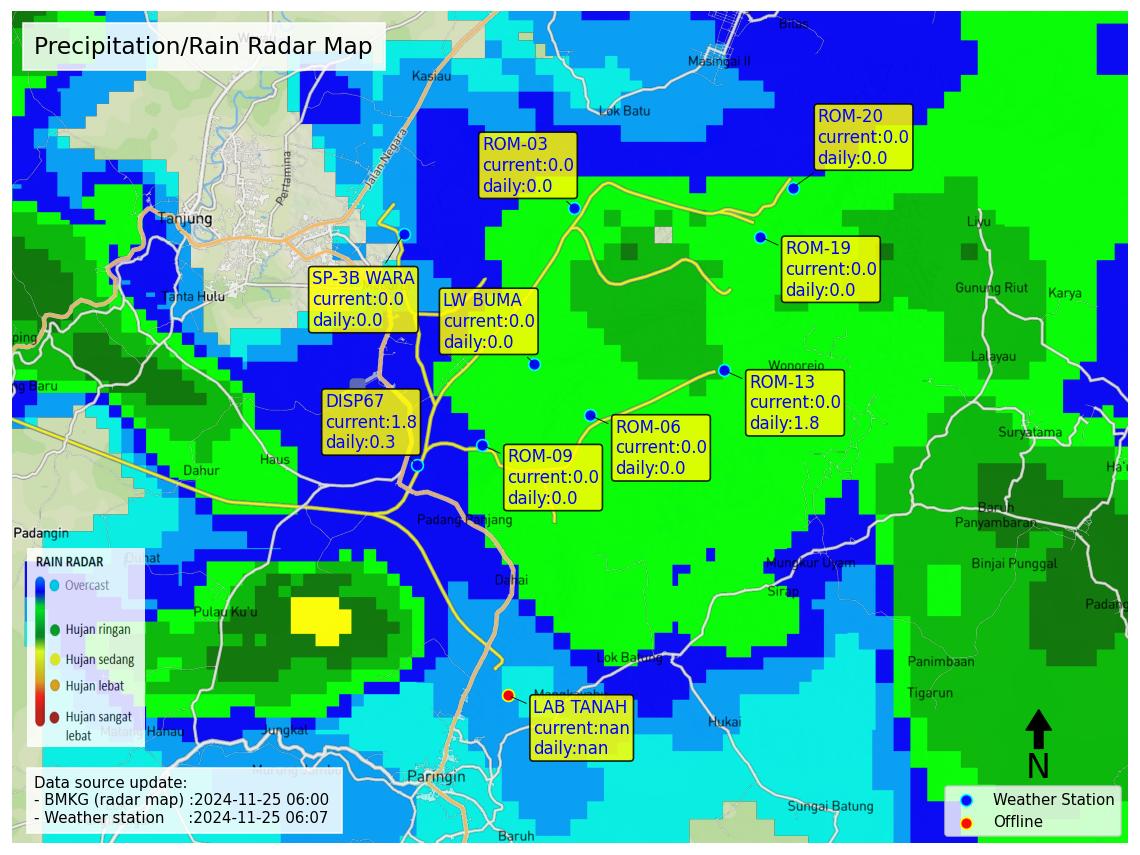 Precipitation/Rain Radar Map
Bilas
Masingai II
Kasiau
Lok Batu
ROM-20
current:0.0
daily:0.0
ROM-03
current:0.0
daily:0.0
Jalan Negara
Pertamina
Tanjung
Liyu
ROM-19
current:0.0
daily:0.0
SP-3B WARA
current:0.0
daily:0.0
LW BUMA
current:0.0
daily:0.0
Tanta Hulu
Gunung Riut
Karya
ping
Lalayau
Wonorejo
ng Baru
ROM-13
current:0.0
daily:1.8
DISP67
current:1.8
daily:0.3
ROM-06
current:0.0
daily:0.0
Suryatama
ROM-09
current:0.0
daily:0.0
Haus
Dahur
Ha'u
Baruh
Panyambaran
Padang Panjang
Padangin
Mungkur Uyam
Binjai Punggal
Dahai
Sirap
Padang
Pulau Ku'u
RAIN RADAR
Overcast
Hujan ringan
Hujan sedang
Hujan lebat
Hujan sangat
lebat
Lok Batung
Panimbaan
Tigarun
LAB TANAH
current:nan
daily:nan
Hukai
Jungkal
Paringin
Sungai Batung
Baruh
N
Data source update:
- BMKG (radar map) :2024-11-25 06:00
- Weather station :2024-11-25 06:07
Weather Station
Offline